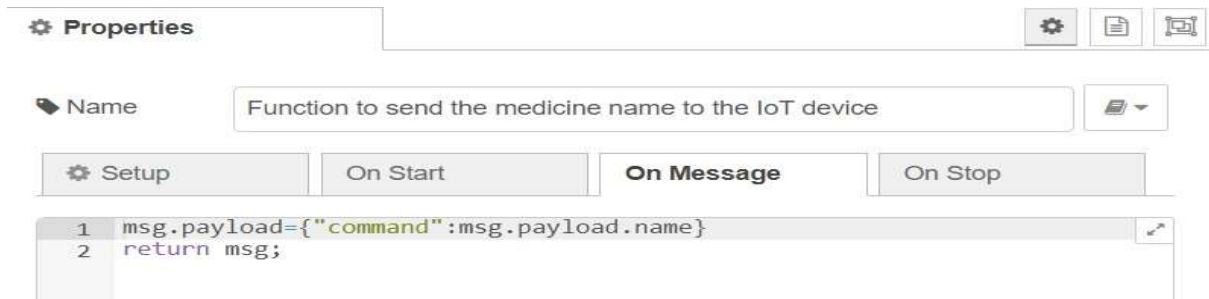 Properties
Name Function to send the medicine name to the IoT device
Setup On Start On Message On Stop
1 msg.payload={"command":msg.payload.name}
2 return msg;